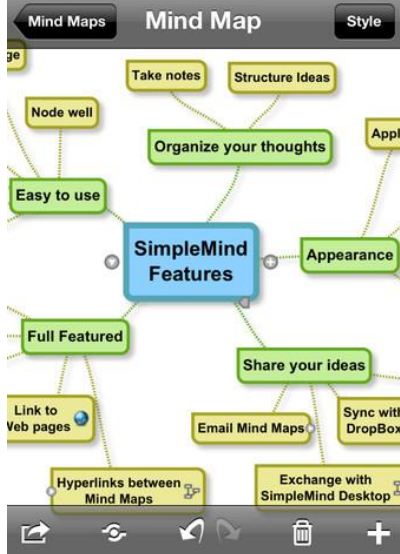 Mind Maps
Mind Map
Style
ge
Take notes
Structure Ideas
Node well
Appl
Organize your thoughts
Easy to use
SimpleMind
Features
Appearance
Full Featured
Share your ideas
Link to
Web pages
Email Mind Maps
Sync with
DropBox
Hyperlinks between
Mind Maps
Exchange with
SimpleMind Desktop